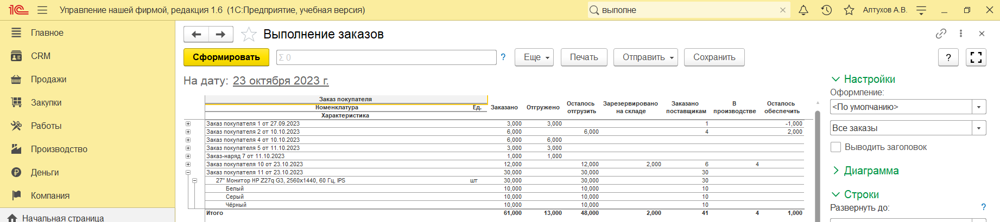 1С Управление нашей фирмой, редакция 1.6 (1С:Предприятие, учебная версия) выполне Алтухов А.В.
Главное
CRM
Продажи
Закупки
Работы
Производство
Деньги
Компания
Начальная страница
Выполнение заказов
Сформировать Σ 0 ? Еще Печать Отправить Сохранить ?
На дату: 23 октября 2023 г.
Заказ покупателя
Номенклатура Ед.
Характеристика
Заказано Отгружено Осталось отгрузить Зарезервировано на складе Заказано поставщикам В производстве Осталось обеспечить
Заказ покупателя 1 от 27.09.2023 3,000 3,000 1 -1,000
Заказ покупателя 2 от 10.10.2023 6,000 6,000 4 2,000
Заказ покупателя 4 от 10.10.2023 6,000 6,000
Заказ покупателя 5 от 11.10.2023 3,000 3,000
Заказ-наряд 7 от 11.10.2023 1,000 1,000
Заказ покупателя 10 от 23.10.2023 12,000 12,000 2,000 6 4
Заказ покупателя 11 от 23.10.2023 30,000 30,000 30
27" Монитор HP Z27q G3, 2560x1440, 60 Гц, IPS шт 30,000 30,000 30
Белый 10,000 10,000 10
Серый 10,000 10,000 10
Чёрный 10,000 10,000 10
Итого 61,000 13,000 48,000 2,000 41 4 1,000
Настройки
Оформление:
<По умолчанию>
Все заказы
Выводить заголовок
Диаграмма
Строки
Развернуть до: ?